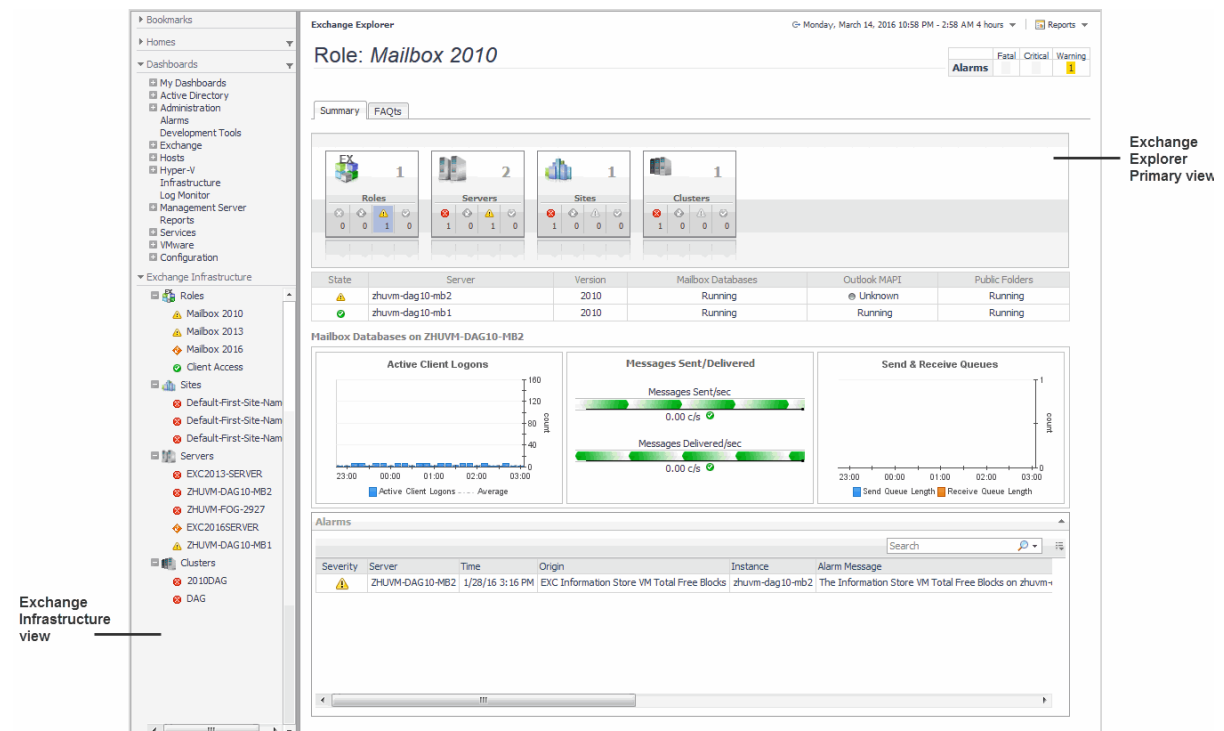 Bookmarks
Homes
Dashboards
My Dashboards
Active Directory
Administration
Alarms
Development Tools
Exchange
Hosts
Hyper-V
Infrastructure
Log Monitor
Management Server
Reports
Services
VMware
Configuration
Exchange Infrastructure
Roles
Mailbox 2010
Mailbox 2013
Mailbox 2016
Client Access
Sites
Default-First-Site-Nam
Default-First-Site-Nam
Default-First-Site-Nam
Servers
EXC2013-SERVER
ZHUVM-DAG10-MB2
ZHUVM-FOG-2927
EXC2016SERVER
ZHUVM-DAG10-MB1
Clusters
2010DAG
DAG
Exchange
Infrastructure
view
Exchange Explorer
Monday, March 14, 2016 10:58 PM - 2:58 AM 4 hours
Reports
Role: Mailbox 2010
Fatal Critical Warning
Alarms 1
Summary FAQts
EX 1 2 1 1
Roles Servers Sites Clusters
0 0 1 0 1 0 1 0 1 0 0 0 1 0 0 0
Exchange
Explorer
Primary view
State Server Version Mailbox Databases Outlook MAPI Public Folders
zhuvm-dag10-mb2 2010 Running Unknown Running
zhuvm-dag10-mb1 2010 Running Running Running
Mailbox Databases on ZHUVM-DAG10-MB2
Active Client Logons
160
120
80
40
0
count
23:00 00:00 01:00 02:00 03:00
Active Client Logons Average
Messages Sent/Delivered
Messages Sent/sec
0.00 c/s
Messages Delivered/sec
0.00 c/s
Send & Receive Queues
1
0
count
23:00 00:00 01:00 02:00 03:00
Send Queue Length Receive Queue Length
Alarms
Search
Severity Server Time Origin Instance Alarm Message
ZHUVM-DAG10-MB2 1/28/16 3:16 PM EXC Information Store VM Total Free Blocks zhuvm-dag10-mb2 The Information Store VM Total Free Blocks on zhuvm-